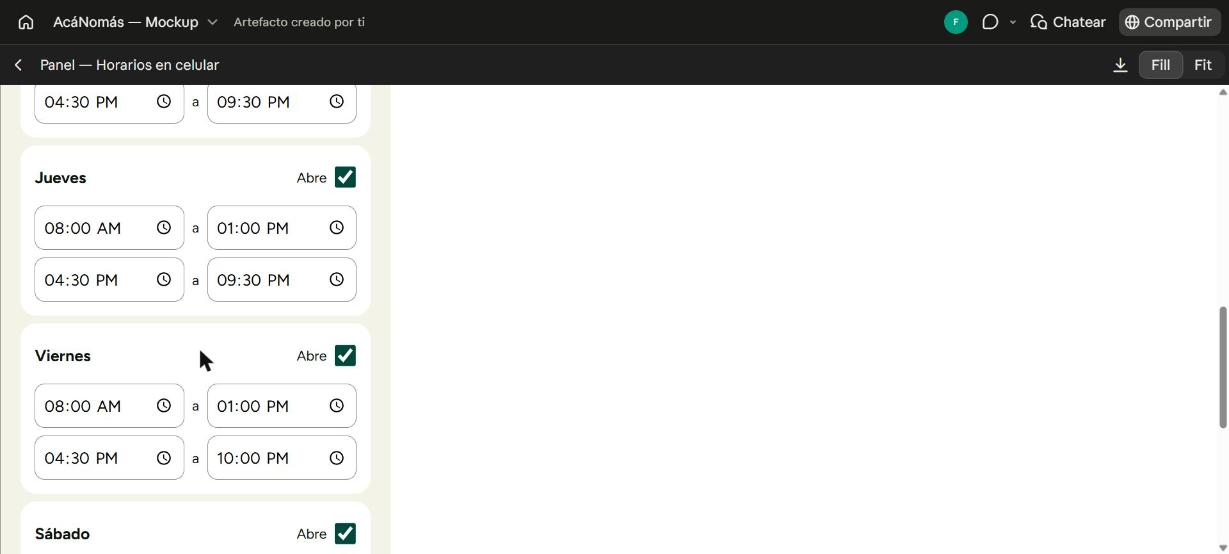 AcáNomás — Mockup
Artefacto creado por ti
F
Chatear
Compartir
Panel — Horarios en celular
Fill
Fit
04:30 PM a 09:30 PM
Jueves Abre
08:00 AM a 01:00 PM
04:30 PM a 09:30 PM
Viernes Abre
08:00 AM a 01:00 PM
04:30 PM a 10:00 PM
Sábado Abre